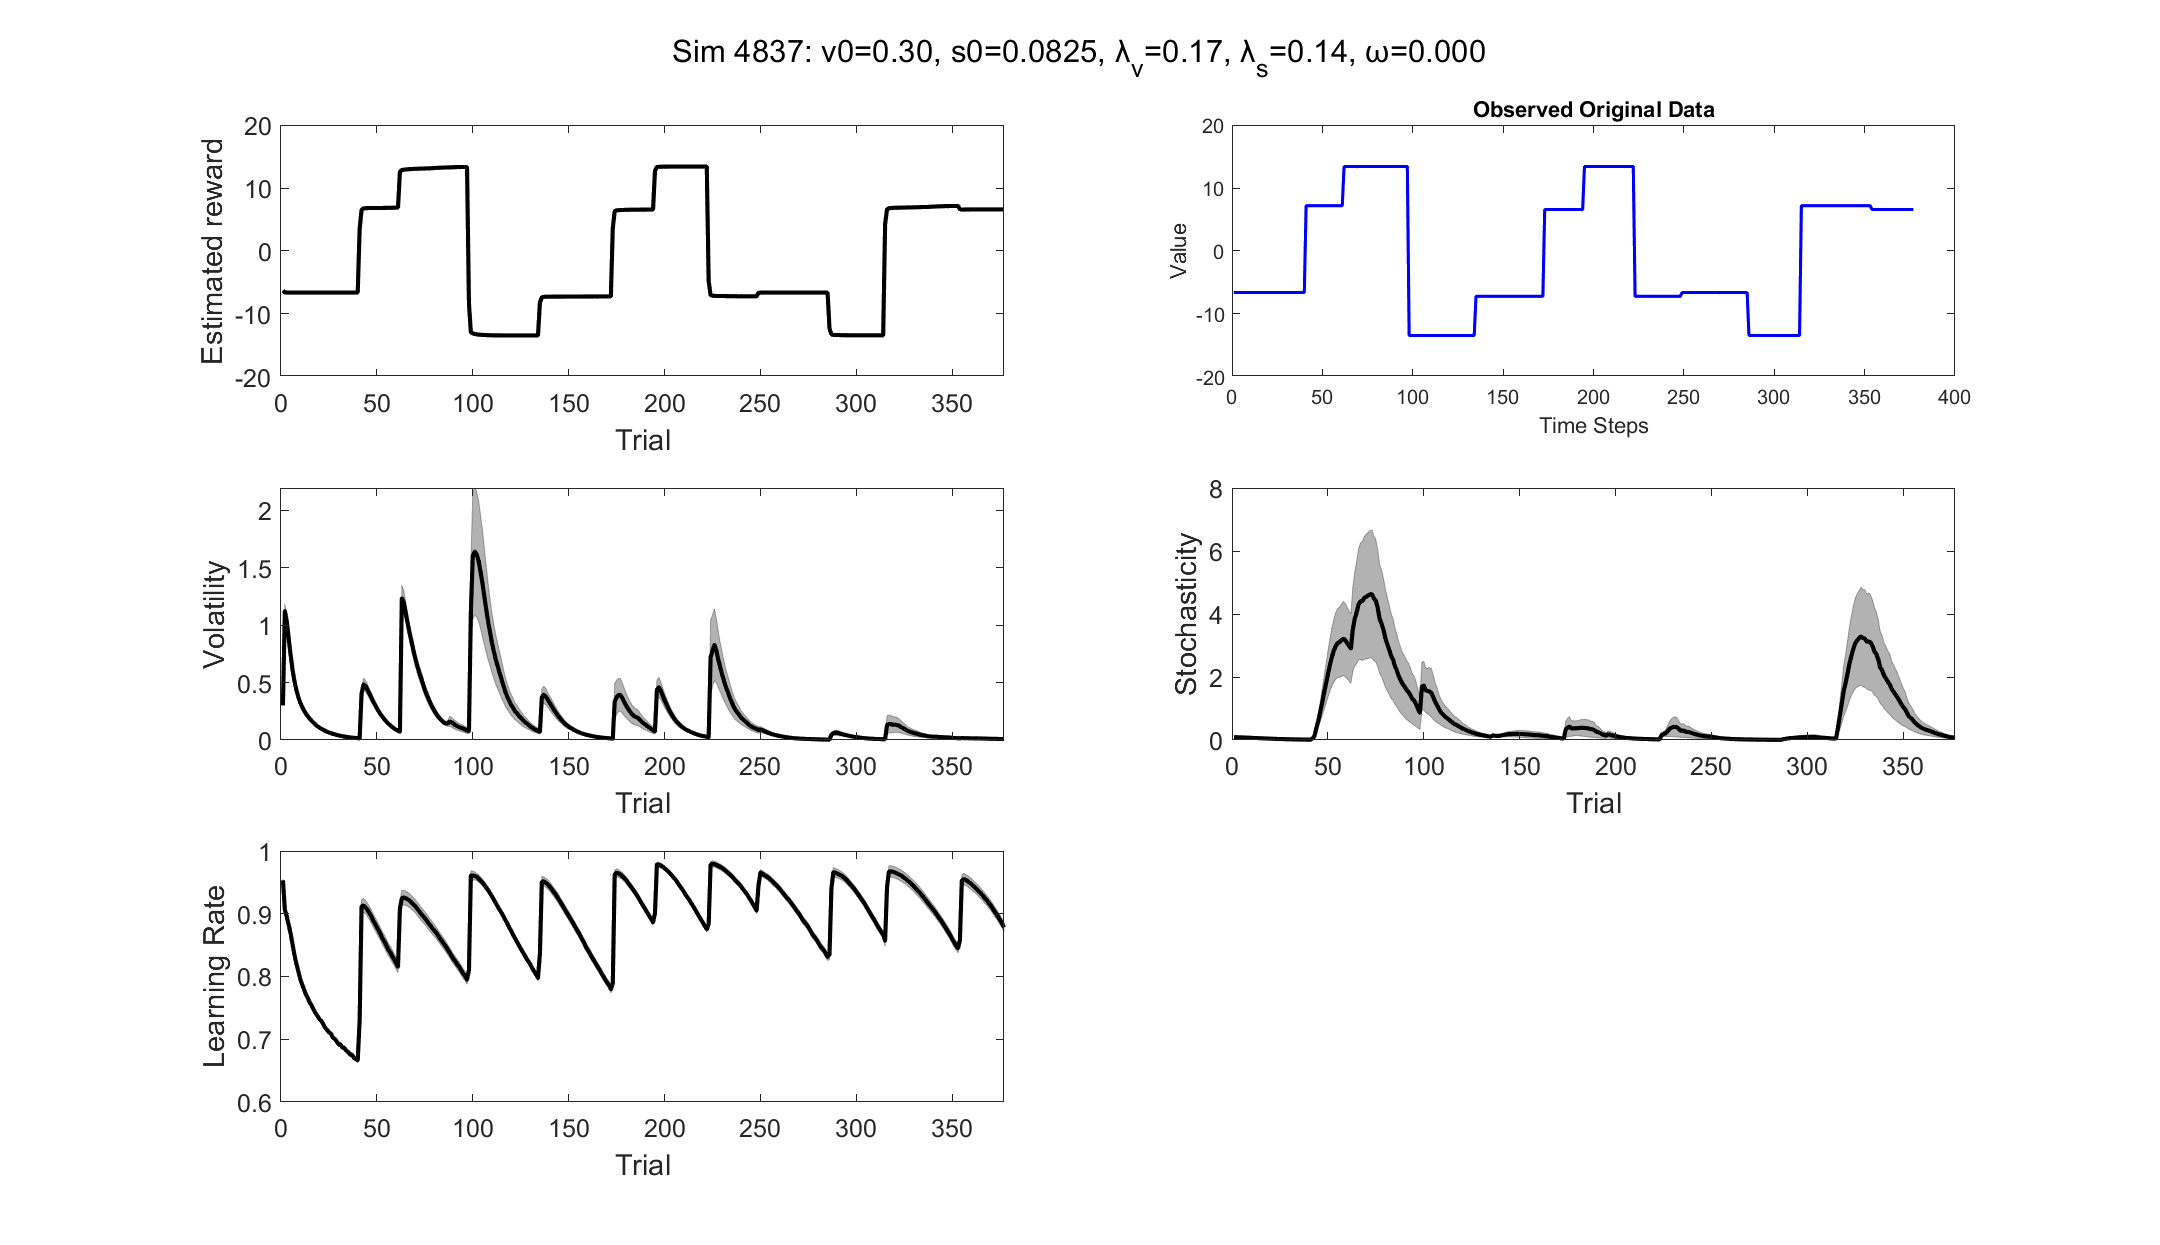 Sim 4837: v0=0.30, s0=0.0825, λ_v=0.17, λ_s=0.14, ω=0.000
20
10
0
-10
-20
Estimated reward
0 50 100 150 200 250 300 350
Trial
Observed Original Data
20
10
0
-10
-20
Value
0 50 100 150 200 250 300 350 400
Time Steps
2
1.5
1
0.5
0
Volatility
0 50 100 150 200 250 300 350
Trial
8
6
4
2
0
Stochasticity
0 50 100 150 200 250 300 350
Trial
1
0.9
0.8
0.7
0.6
Learning Rate
0 50 100 150 200 250 300 350
Trial